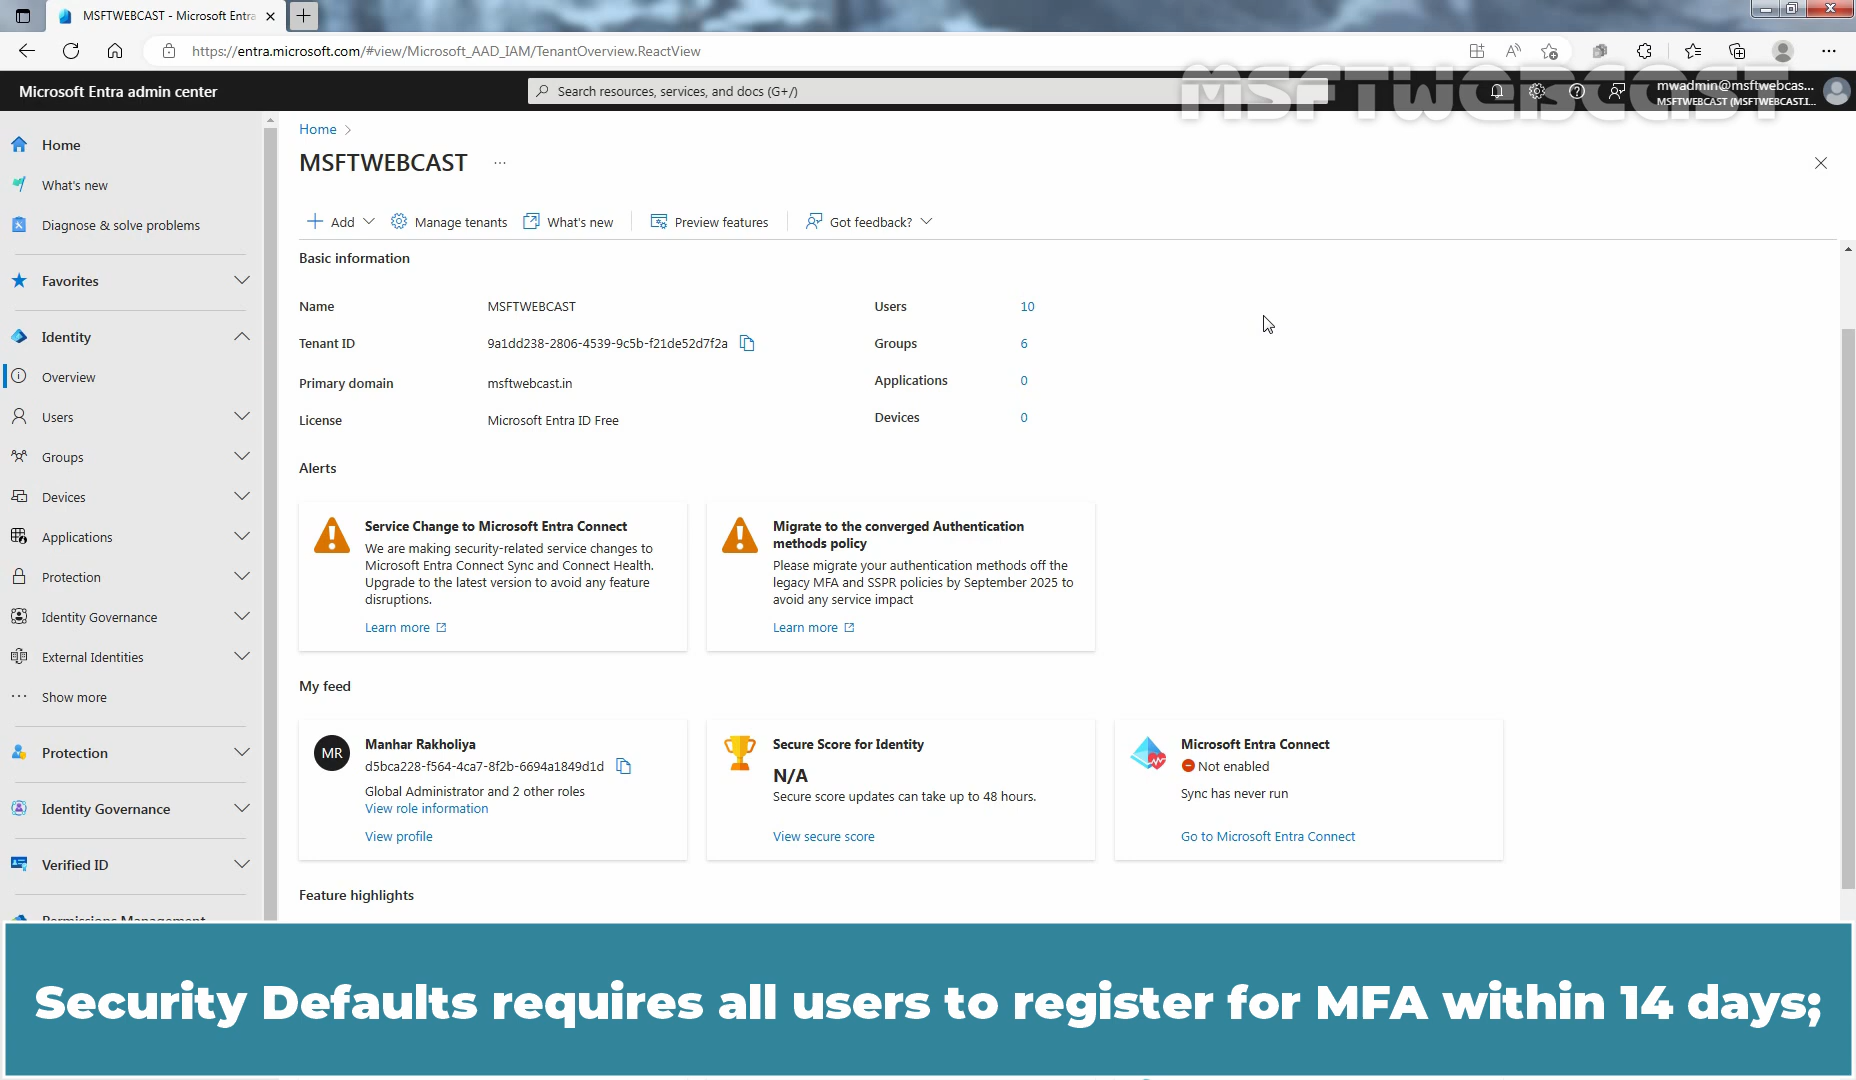 MSFTWEBCAST - Microsoft Entra
https://entra.microsoft.com/#view/Microsoft_AAD_IAM/TenantOverview.ReactView
MSFTWEBCAST
Microsoft Entra admin center
Search resources, services, and docs (G+/)
mwadmin@msftwebcas...
MSFTWEBCAST (MSFTWEBCAST.I...
Home
What's new
Diagnose & solve problems
Favorites
Identity
Overview
Users
Groups
Devices
Applications
Protection
Identity Governance
External Identities
Show more
Protection
Identity Governance
Verified ID
Permissions Management
Home
MSFTWEBCAST
Add
Manage tenants
What's new
Preview features
Got feedback?
Basic information
Name MSFTWEBCAST Users 10
Tenant ID 9a1dd238-2806-4539-9c5b-f21de52d7f2a Groups 6
Primary domain msftwebcast.in Applications 0
License Microsoft Entra ID Free Devices 0
Alerts
Service Change to Microsoft Entra Connect
We are making security-related service changes to
Microsoft Entra Connect Sync and Connect Health.
Upgrade to the latest version to avoid any feature
disruptions.
Learn more
Migrate to the converged Authentication
methods policy
Please migrate your authentication methods off the
legacy MFA and SSPR policies by September 2025 to
avoid any service impact
Learn more
My feed
MR
Manhar Rakholiya
d5bca228-f564-4ca7-8f2b-6694a1849d1d
Global Administrator and 2 other roles
View role information
View profile
Secure Score for Identity
N/A
Secure score updates can take up to 48 hours.
View secure score
Microsoft Entra Connect
Not enabled
Sync has never run
Go to Microsoft Entra Connect
Feature highlights
Security Defaults requires all users to register for MFA within 14 days;